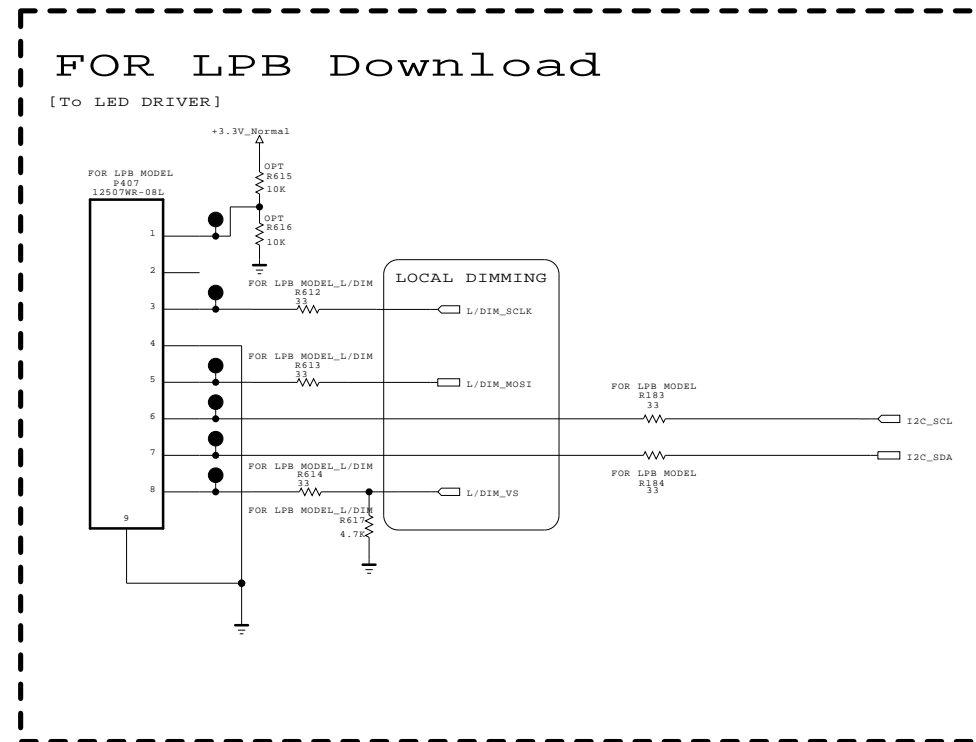 FOR LPB Download
[To LED DRIVER]
+3.3V_Normal
OPT
R615
10K
FOR LPB MODEL
P407
12507WR-08L
OPT
R616
10K
1
2
3
4
5
6
7
8
9
LOCAL DIMMING
FOR LPB MODEL_L/DIM
R612
33
L/DIM_SCLK
FOR LPB MODEL_L/DIM
R613
33
L/DIM_MOSI
FOR LPB MODEL
R183
33
I2C_SCL
I2C_SDA
FOR LPB MODEL
R184
33
FOR LPB MODEL_L/DIM
R614
33
L/DIM_VS
FOR LPB MODEL_L/DIM
R617
4.7K